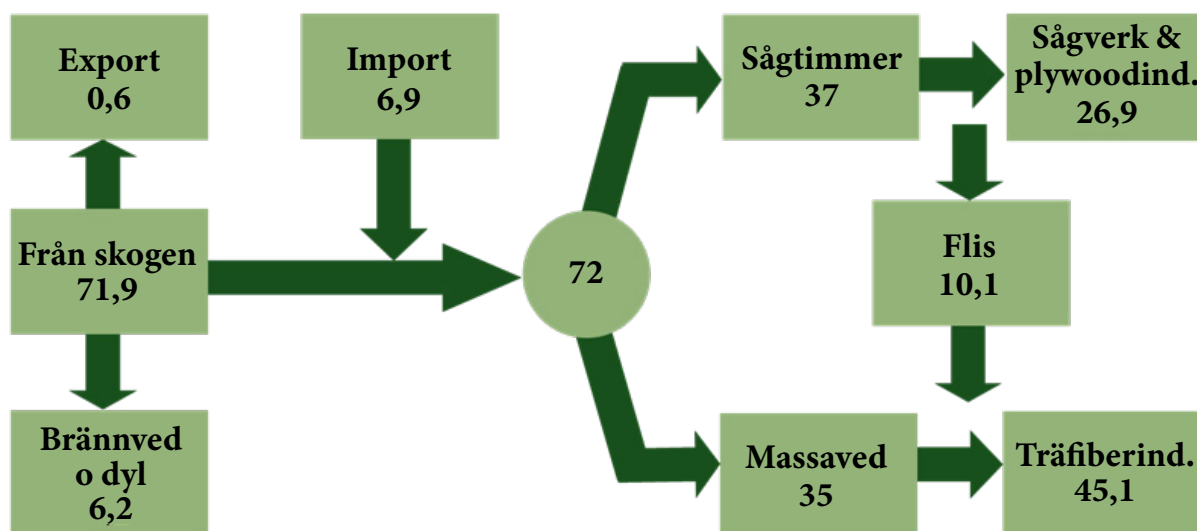 Export
0,6
Import
6,9
Sågtimmer
37
Sågverk &
plywoodind.
26,9
Från skogen
71,9
72
Flis
10,1
Brännved
o dyl
6,2
Massaved
35
Träfiberind.
45,1